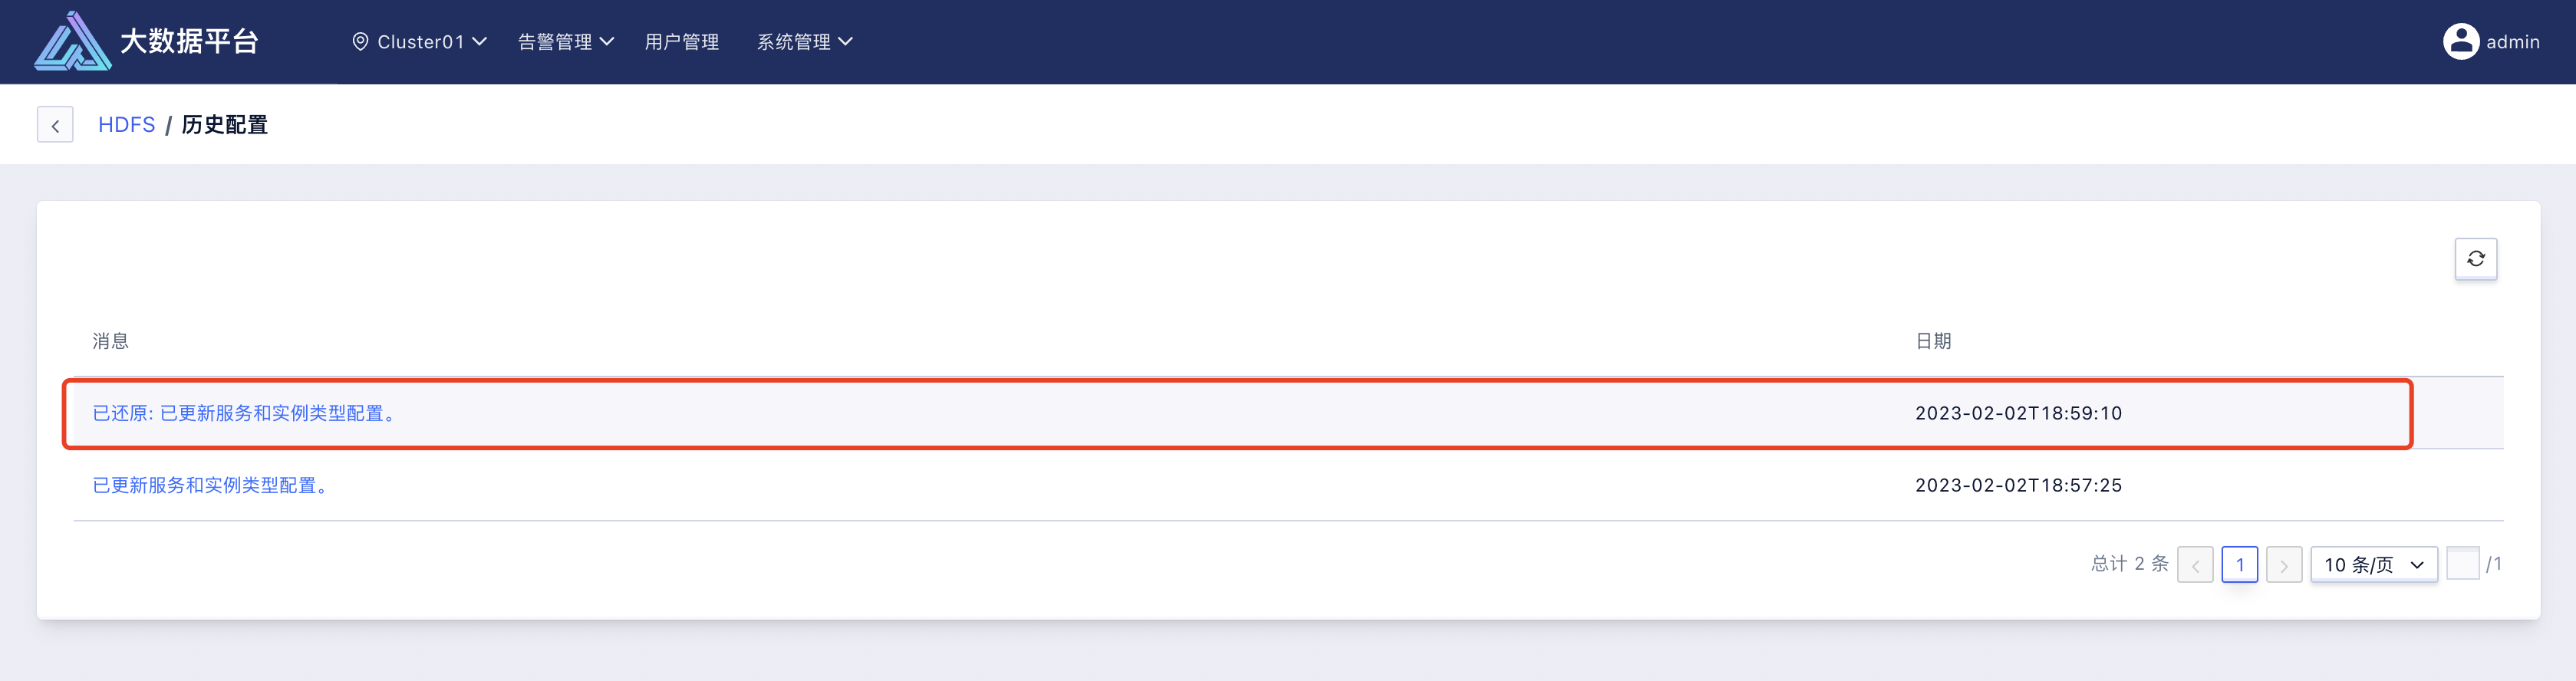 大数据平台 Cluster01 告警管理 用户管理 系统管理 admin
HDFS / 历史配置
消息 日期
已还原: 已更新服务和实例类型配置。 2023-02-02T18:59:10
已更新服务和实例类型配置。 2023-02-02T18:57:25
总计 2 条 1 10 条/页 /1